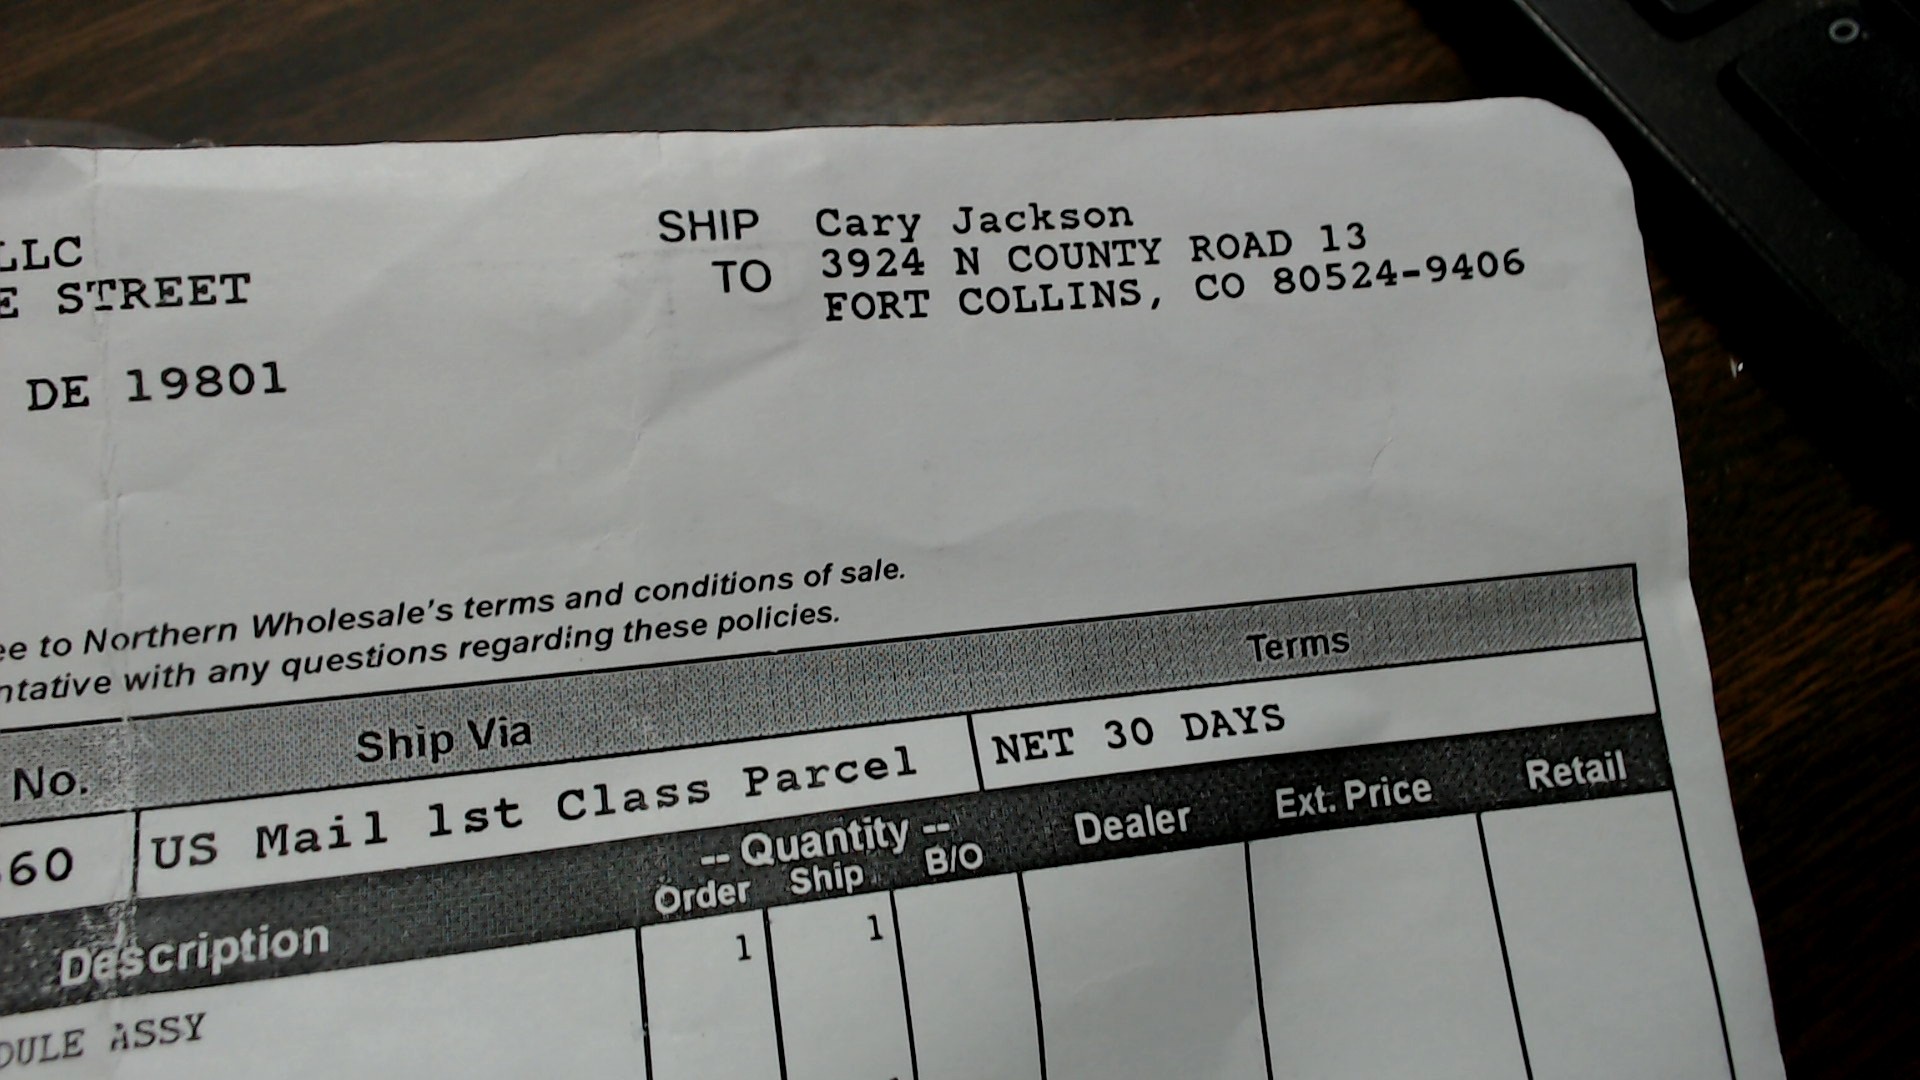 LLC
E STREET
DE 19801
SHIP TO
Cary Jackson
3924 N COUNTY ROAD 13
FORT COLLINS, CO 80524-9406
ee to Northern Wholesale's terms and conditions of sale.
ntative with any questions regarding these policies.
No. Ship Via Terms
60 US Mail 1st Class Parcel NET 30 DAYS
-- Quantity --
Description Order Ship B/O Dealer Ext. Price Retail
1 1
DULE ASSY
O